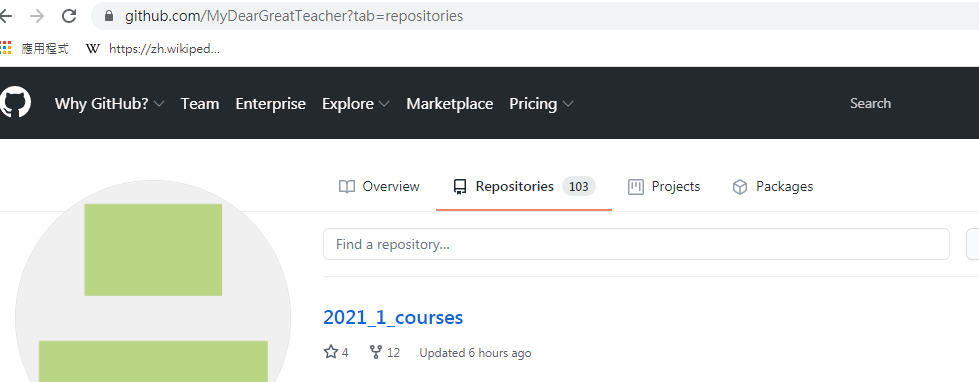 github.com/MyDearGreatTeacher?tab=repositories
應用程式 W https://zh.wikiped...
Why GitHub? Team Enterprise Explore Marketplace Pricing Search
Overview Repositories 103 Projects Packages
Find a repository...
2021_1_courses
4 12 Updated 6 hours ago